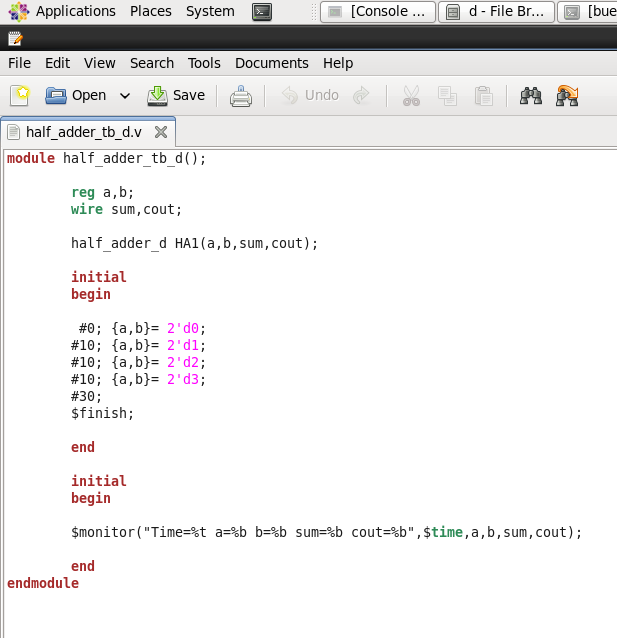 Applications Places System [Console ... d - File Br... [bue
File Edit View Search Tools Documents Help
Open Save Undo
half_adder_tb_d.v
module half_adder_tb_d();
reg a,b;
wire sum,cout;
half_adder_d HA1(a,b,sum,cout);
initial
begin
#0; {a,b}= 2'd0;
#10; {a,b}= 2'd1;
#10; {a,b}= 2'd2;
#10; {a,b}= 2'd3;
#30;
$finish;
end
initial
begin
$monitor("Time=%t a=%b b=%b sum=%b cout=%b",$time,a,b,sum,cout);
end
endmodule